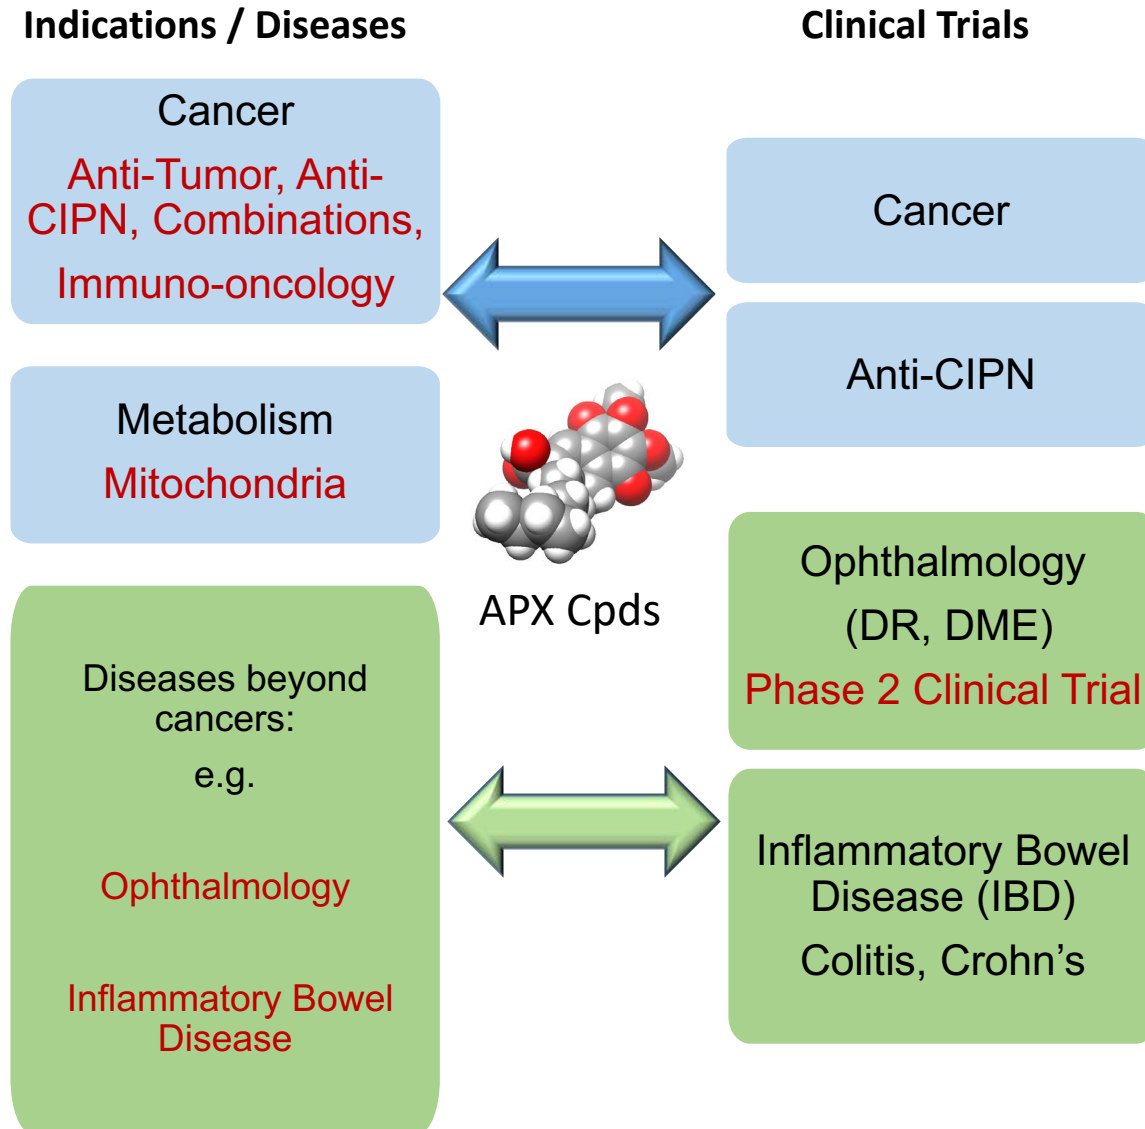 Indications / Diseases
Cancer
Anti-Tumor, Anti-
CIPN, Combinations,
Immuno-oncology
Metabolism
Mitochondria
Diseases beyond
cancers:
e.g.
Ophthalmology
Inflammatory Bowel
Disease
APX Cpds
Clinical Trials
Cancer
Anti-CIPN
Ophthalmology
(DR, DME)
Phase 2 Clinical Trial
Inflammatory Bowel
Disease (IBD)
Colitis, Crohn’s